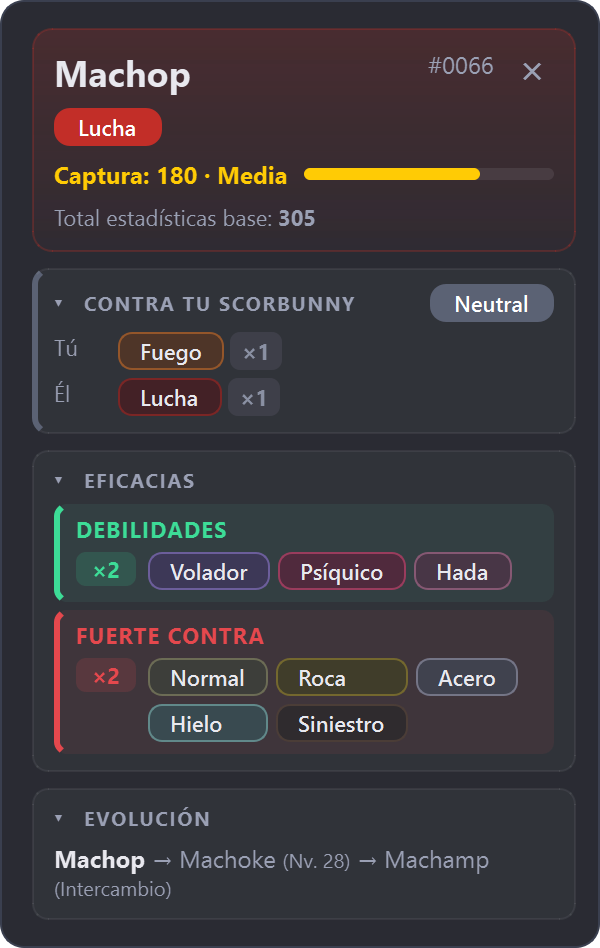 Machop #0066 ✕
Lucha
Captura: 180 · Media
Total estadísticas base: 305
▼ CONTRA TU SCORBUNNY Neutral
Tú Fuego ×1
Él Lucha ×1
▼ EFICACIAS
DEBILIDADES
×2 Volador Psíquico Hada
FUERTE CONTRA
×2 Normal Roca Acero
Hielo Siniestro
▼ EVOLUCIÓN
Machop → Machoke (Nv. 28) → Machamp
(Intercambio)